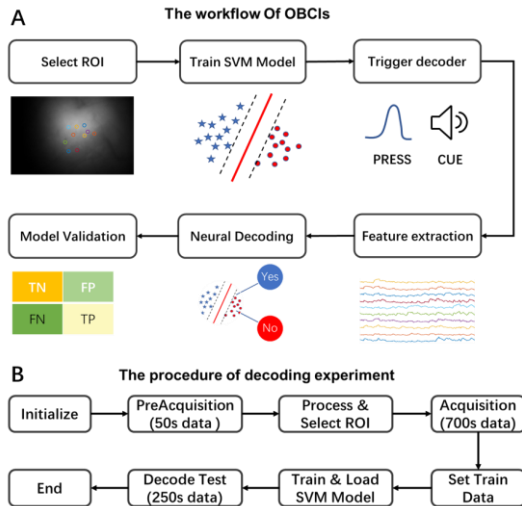 A
The workflow Of OBCIs
Select ROI
Train SVM Model
Trigger decoder
PRESS
CUE
Model Validation
Neural Decoding
Feature extraction
TN
FP
FN
TP
Yes
No
B
The procedure of decoding experiment
Initialize
PreAcquisition
(50s data )
Process &
Select ROI
Acquisition
(700s data)
End
Decode Test
(250s data)
Train & Load
SVM Model
Set Train
Data